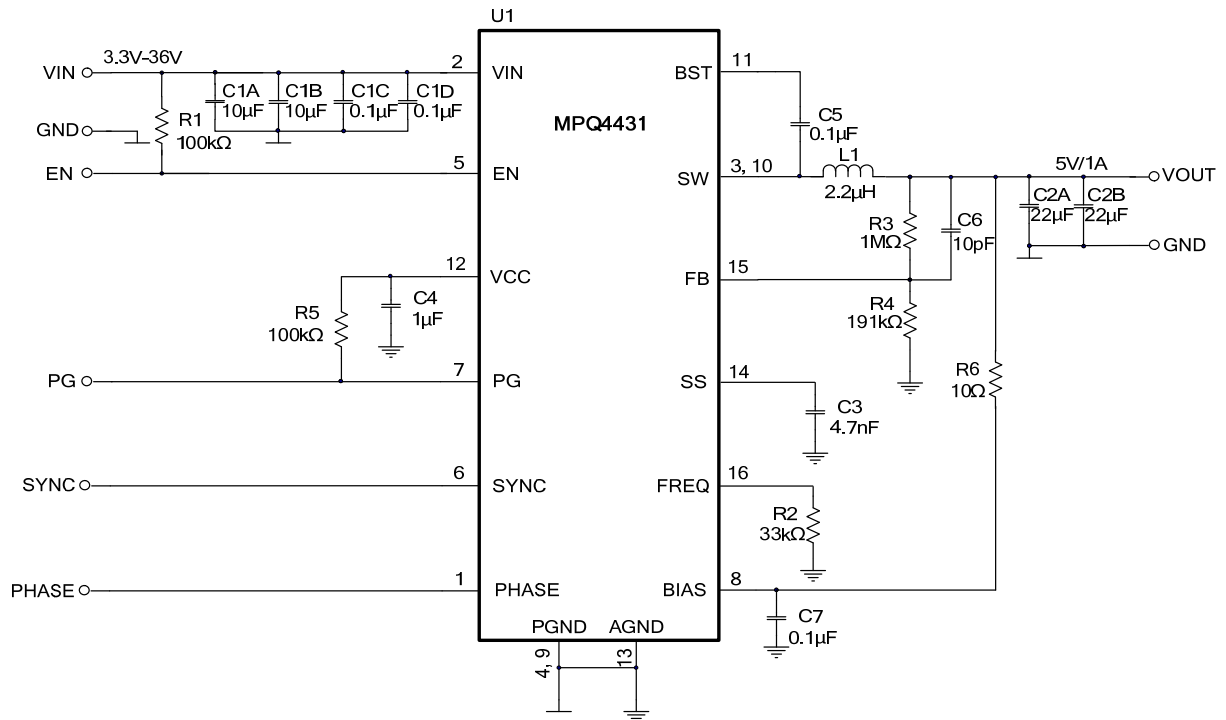 U1
MPQ4431
VIN
3.3V-36V
2
VIN
C1A
10µF
C1B
10µF
C1C
0.1µF
C1D
0.1µF
GND
R1
100kΩ
EN
5
EN
12
VCC
C4
1µF
R5
100kΩ
PG
7
PG
SYNC
6
SYNC
PHASE
1
PHASE
PGND
AGND
4, 9
13
BST
11
C5
0.1µF
SW
3, 10
L1
2.2µH
5V/1A
VOUT
C2A
22µF
C2B
22µF
GND
R3
1MΩ
C6
10pF
FB
15
R4
191kΩ
SS
14
C3
4.7nF
R6
10Ω
FREQ
16
R2
33kΩ
BIAS
8
C7
0.1µF